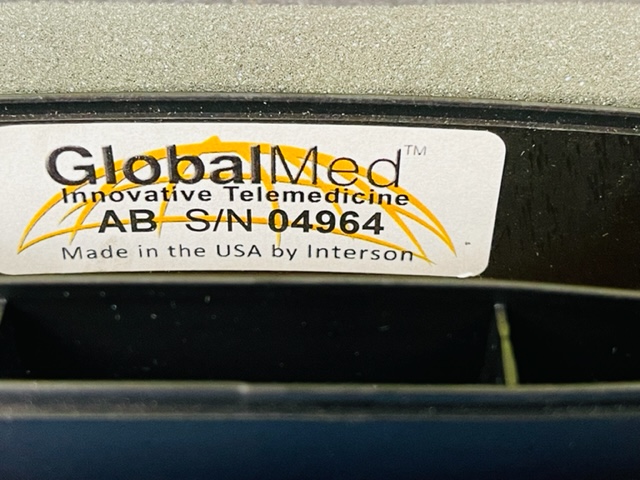 GlobalMed™
Innovative Telemedicine
AB S/N 04964
Made in the USA by Interson